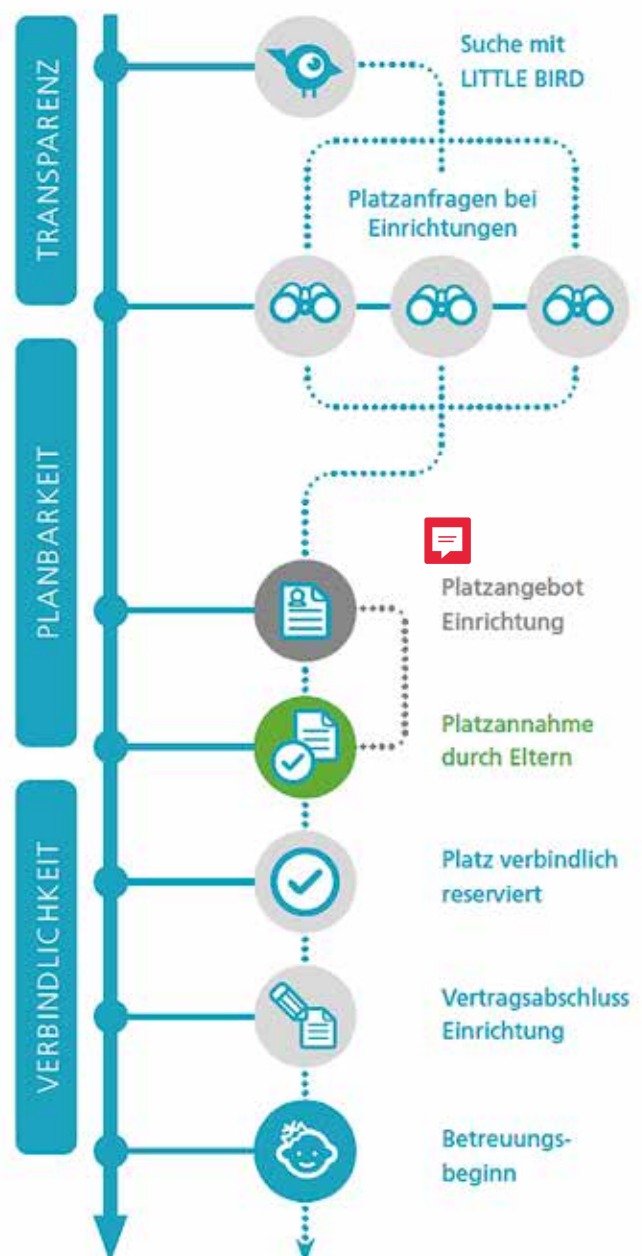 TRANSPARENZ
Suche mit
LITTLE BIRD
Platzanfragen bei
Einrichtungen
PLANBARKEIT
Platzangebot
Einrichtung
Platzannahme
durch Eltern
VERBINDLICHKEIT
Platz verbindlich
reserviert
Vertragsabschluss
Einrichtung
Betreuungs-
beginn